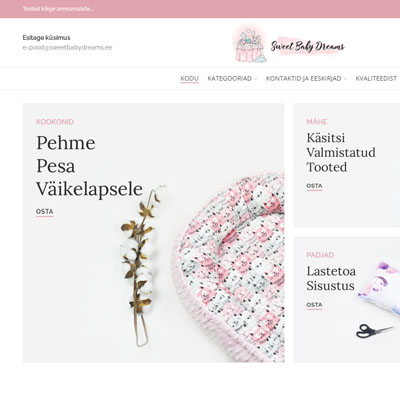 Tooted kõige armsamatele...
Esitage küsimus
e-pood@sweetbabydreams.ee
Sweet Baby Dreams
KODU
KATEGOORIAD
KONTAKTID JA EESKIRJAD
KVALITEEDIST
KOOKONID
Pehme
Pesa
Väikelapsele
OSTA
MÄHE
Käsitsi
Valmistatud
Tooted
OSTA
PADJAD
Lastetoa
Sisustus
OSTA